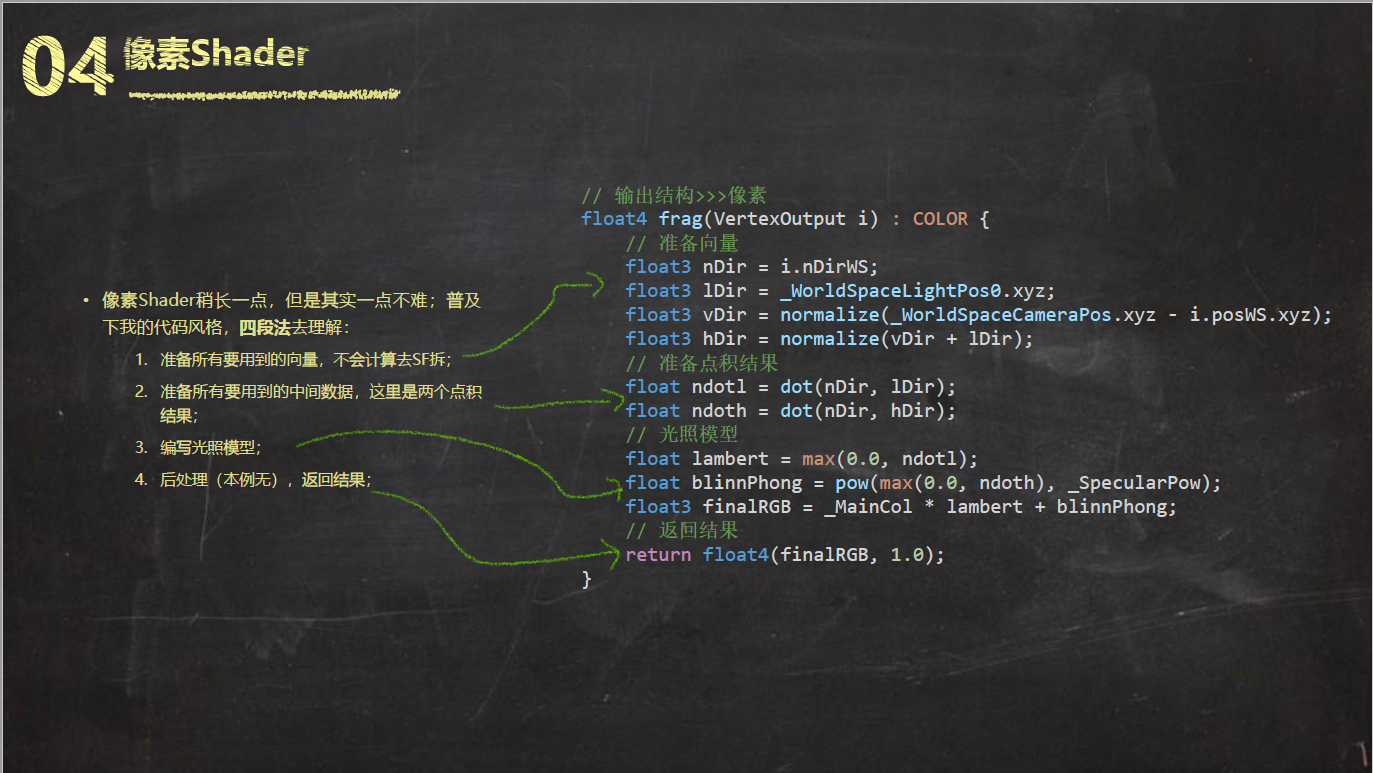 04 像素Shader
• 像素Shader稍长一点，但是其实一点不难；普及
下我的代码风格，四段法去理解：
1. 准备所有要用到的向量，不会计算去SF拆；
2. 准备所有要用到的中间数据，这里是两个点积
结果；
3. 编写光照模型；
4. 后处理（本例无），返回结果；
// 输出结构>>>像素
float4 frag(VertexOutput i) : COLOR {
// 准备向量
float3 nDir = i.nDirWS;
float3 lDir = _WorldSpaceLightPos0.xyz;
float3 vDir = normalize(_WorldSpaceCameraPos.xyz - i.posWS.xyz);
float3 hDir = normalize(vDir + lDir);
// 准备点积结果
float ndotl = dot(nDir, lDir);
float ndoth = dot(nDir, hDir);
// 光照模型
float lambert = max(0.0, ndotl);
float blinnPhong = pow(max(0.0, ndoth), _SpecularPow);
float3 finalRGB = _MainCol * lambert + blinnPhong;
// 返回结果
return float4(finalRGB, 1.0);
}